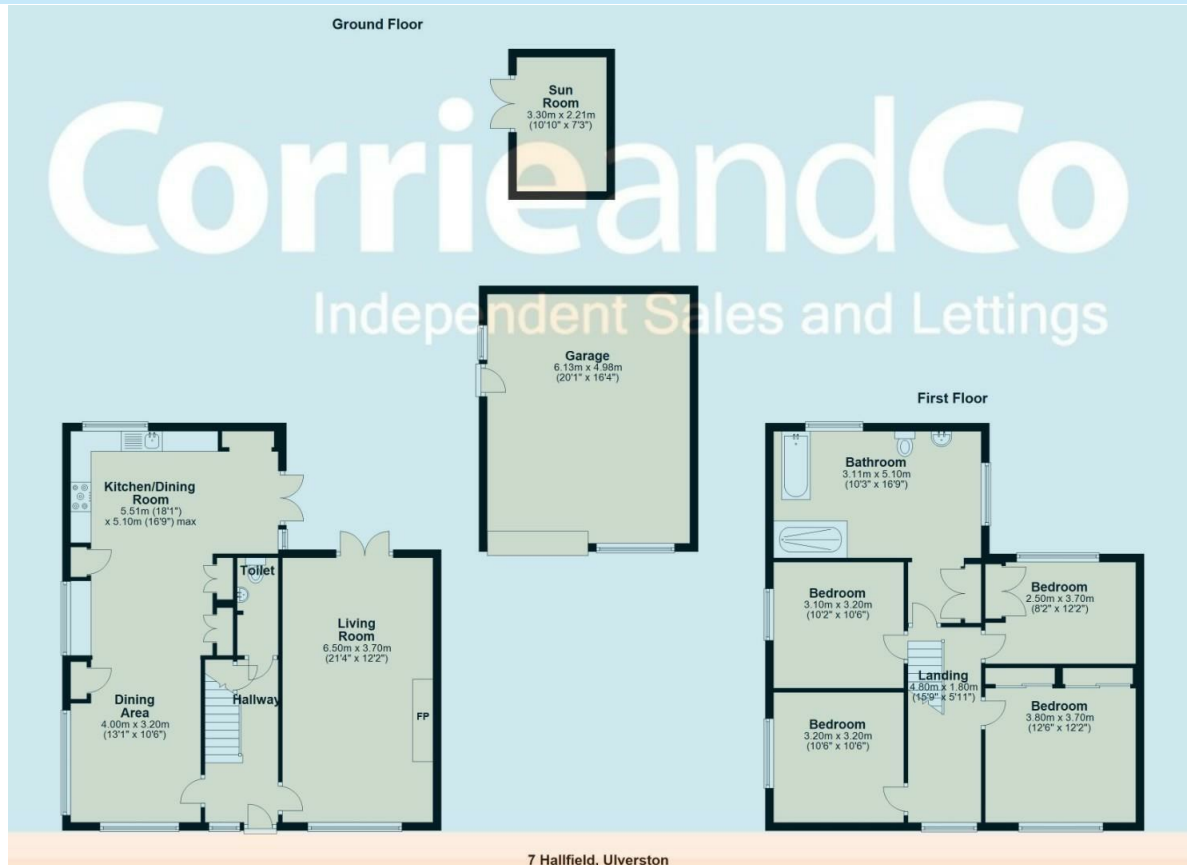 Ground Floor
Sun
Room
3.30m x 2.21m
(10'10" x 7'3")
CorrieandCo
Independent Sales and Lettings
Garage
6.13m x 4.98m
(20'1" x 16'4")
Kitchen/Dining
Room
5.51m (18'1")
x 5.10m (16'9") max
Toilet
Living
Room
6.50m x 3.70m
(21'4" x 12'2")
Hallway
FP
Dining
Area
4.00m x 3.20m
(13'1" x 10'6")
First Floor
Bathroom
3.11m x 5.10m
(10'3" x 16'9")
Bedroom
3.10m x 3.20m
(10'2" x 10'6")
Bedroom
2.50m x 3.70m
(8'2" x 12'2")
Landing
4.80m x 1.80m
(15'9" x 5'11")
Bedroom
3.20m x 3.20m
(10'6" x 10'6")
Bedroom
3.80m x 3.70m
(12'6" x 12'2")
7 Hallfield, Ulverston